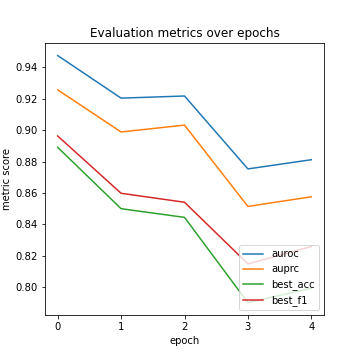 Evaluation metrics over epochs
metric score
0.94
0.92
0.90
0.88
0.86
0.84
0.82
0.80
auroc
auprc
best_acc
best_f1
0 1 2 3 4
epoch